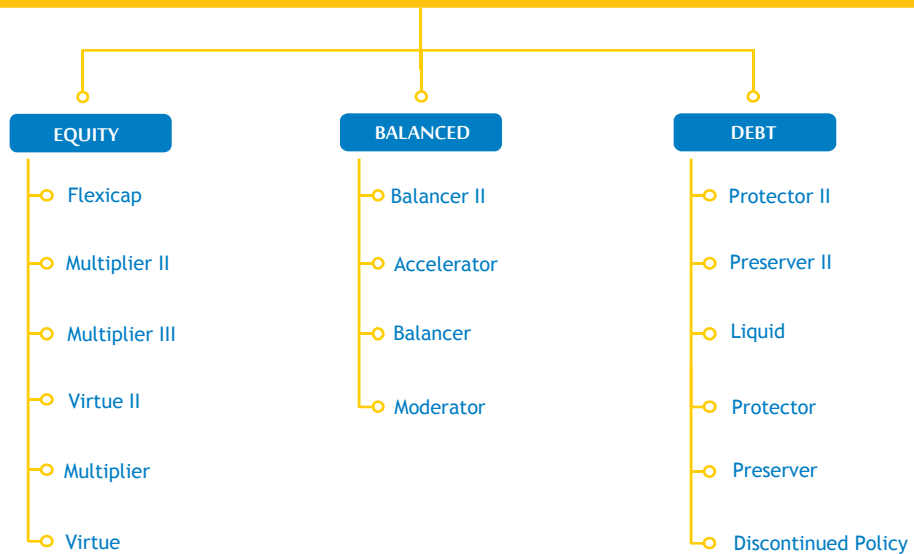 EQUITY
Flexicap
Multiplier II
Multiplier III
Virtue II
Multiplier
Virtue
BALANCED
Balancer II
Accelerator
Balancer
Moderator
DEBT
Protector II
Preserver II
Liquid
Protector
Preserver
Discontinued Policy